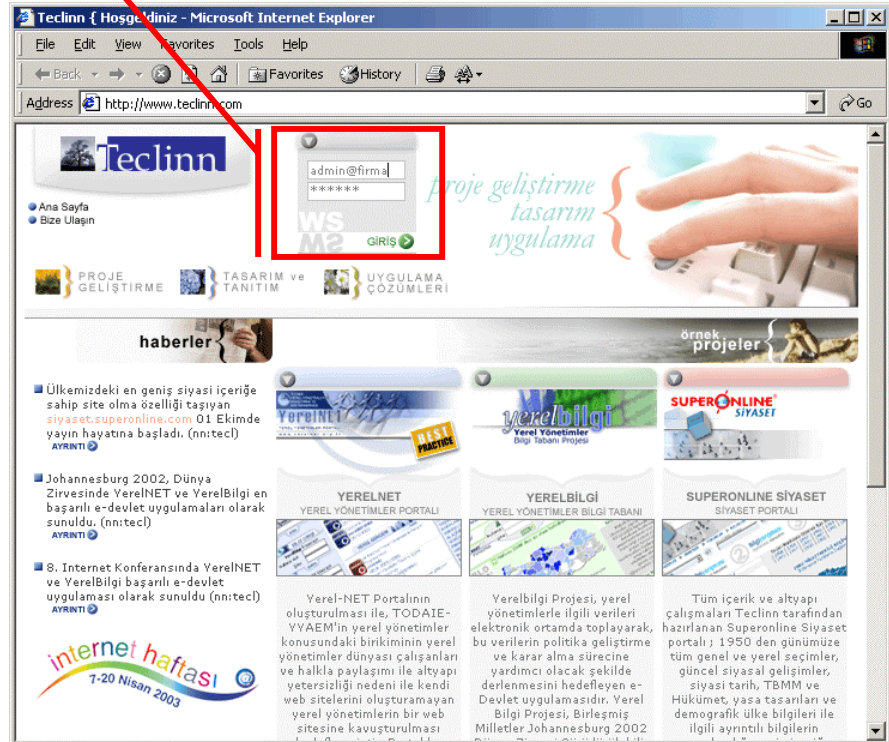 Teclinn { Hoşgeldiniz - Microsoft Internet Explorer
File Edit View Favorites Tools Help
Back Favorites History
Address http://www.teclinn.com Go
Teclinn
admin@firma
******
WS
GİRİŞ
Ana Sayfa
Bize Ulaşın
proje geliştirme
tasarım
uygulama
PROJE
GELİŞTİRME
TASARIM ve
TANITIM
UYGULAMA
ÇÖZÜMLERİ
haberler
örnek
projeler
Ülkemizdeki en geniş siyasi içeriğe
sahip site olma özelliği taşıyan
siyaset.superonline.com 01 Ekimde
yayın hayatına başladı. (nn:tecl)
AYRINTI
Johannesburg 2002, Dünya
Zirvesinde YerelNET ve YerelBilgi en
başarılı e-devlet uygulamaları olarak
sunuldu. (nn:tecl)
AYRINTI
8. Internet Konferansında YerelNET
ve YerelBilgi başarılı e-devlet
uygulaması olarak sunuldu (nn:tecl)
AYRINTI
internet haftası
7-20 Nisan 2003
YerelNET
BEST
PRACTICE
YERELNET
YEREL YÖNETİMLER PORTALI
Yerel-NET Portalının
oluşturulması ile, TODAIE-
YYAEM'in yerel yönetimler
konusundaki birikiminin yerel
yönetimler dünyası çalışanları
ve halkla paylaşımı ile altyapı
yetersizliği nedeni ile kendi
web sitelerini oluşturamayan
yerel yönetimlerin bir web
sitesine kavuşturulması
yerelbilgi
Yerel Yönetimler
Bilgi Tabanı Projesi
YERELBİLGİ
YEREL YÖNETİMLER BİLGİ TABANI
Yerelbilgi Projesi, yerel
yönetimlerle ilgili verileri
elektronik ortamda toplayarak,
bu verilerin politika geliştirme
ve karar alma sürecine
yardımcı olacak şekilde
derlenmesini hedefleyen e-
Devlet uygulamasıdır. Yerel
Bilgi Projesi, Birleşmiş
Milletler Johannesburg 2002
SUPERONLINE
SİYASET
SUPERONLINE SİYASET
SİYASET PORTALI
Tüm içerik ve altyapı
çalışmaları Teclinn tarafından
hazırlanan Superonline Siyaset
portalı ; 1950 den günümüze
tüm genel ve yerel seçimler,
güncel siyasal gelişmeler,
siyasi tarih, TBMM ve
Hükümet, yasa tasarıları ve
demografik ülke bilgileri ile
ilgili ayrıntılı bilgilerin